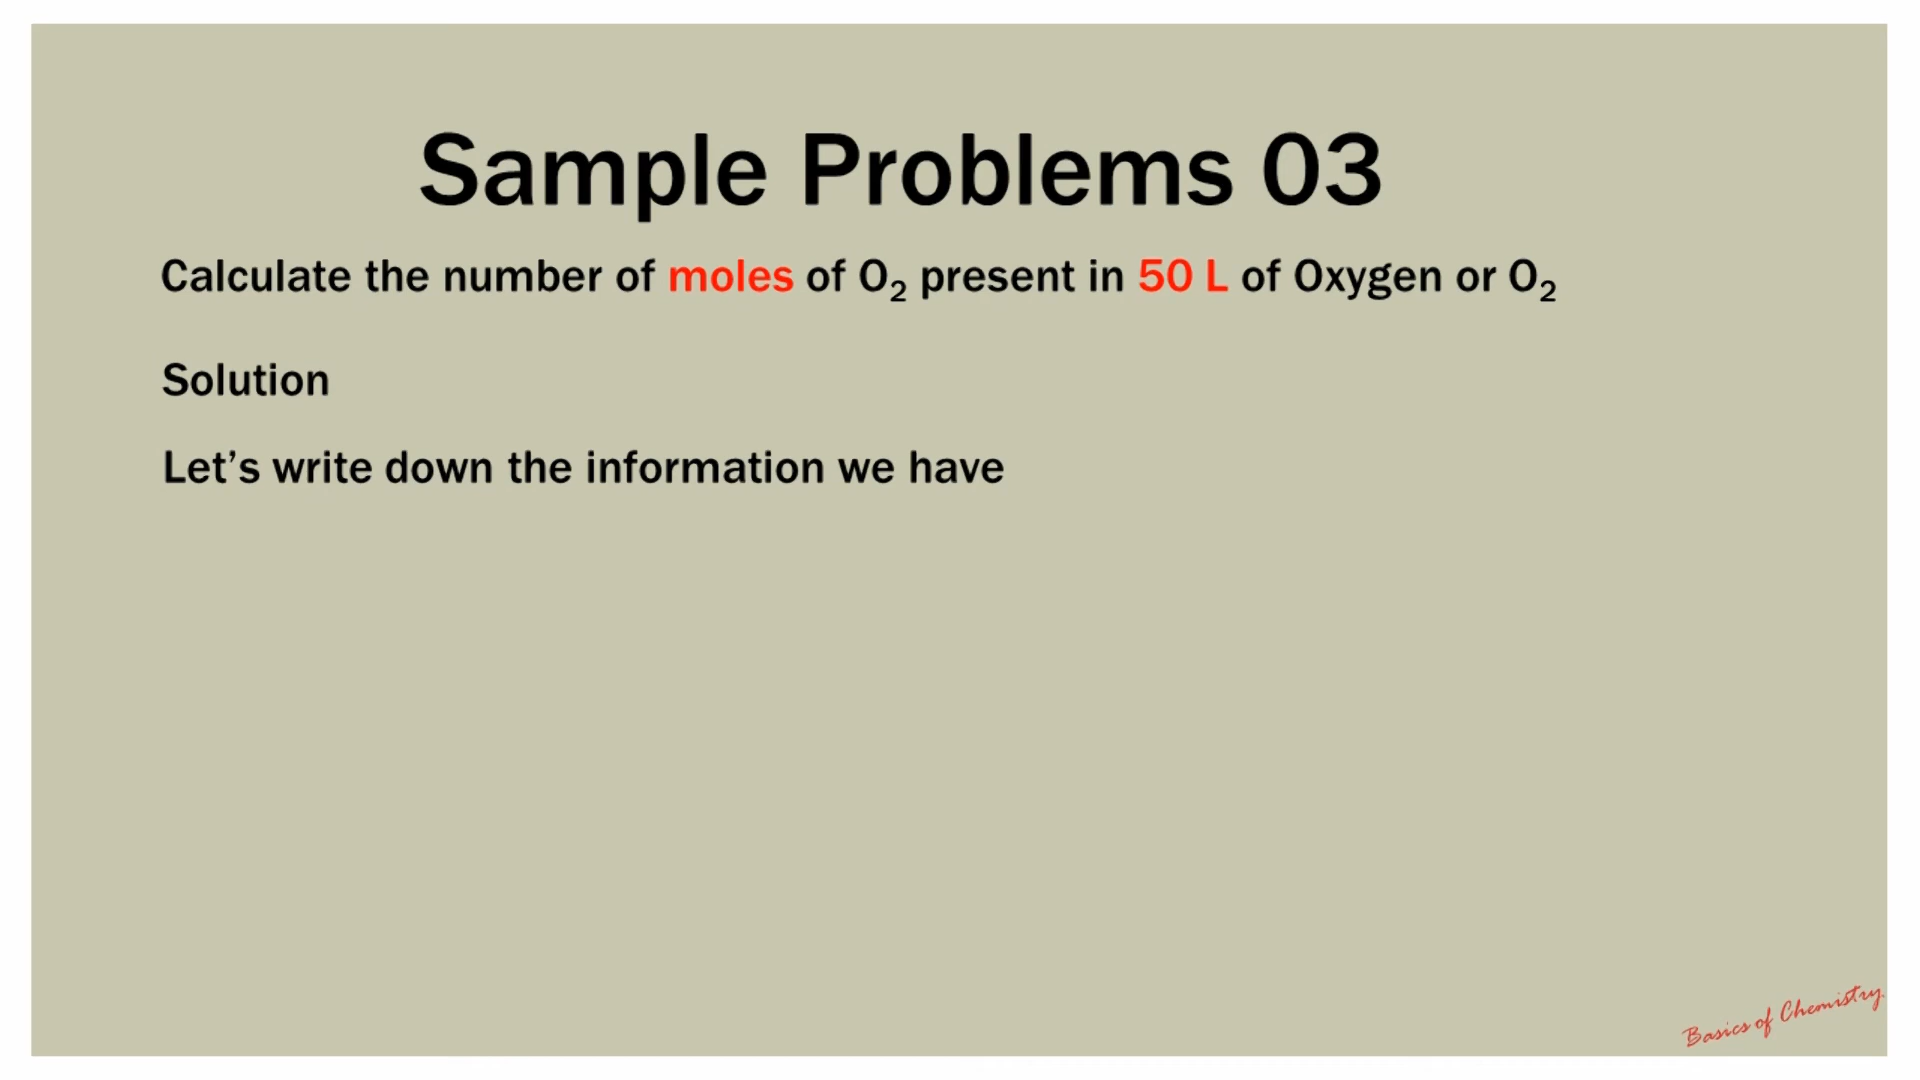 Sample Problems 03
Calculate the number of moles of O₂ present in 50 L of Oxygen or O₂
Solution
Let’s write down the information we have
Basics of Chemistry.